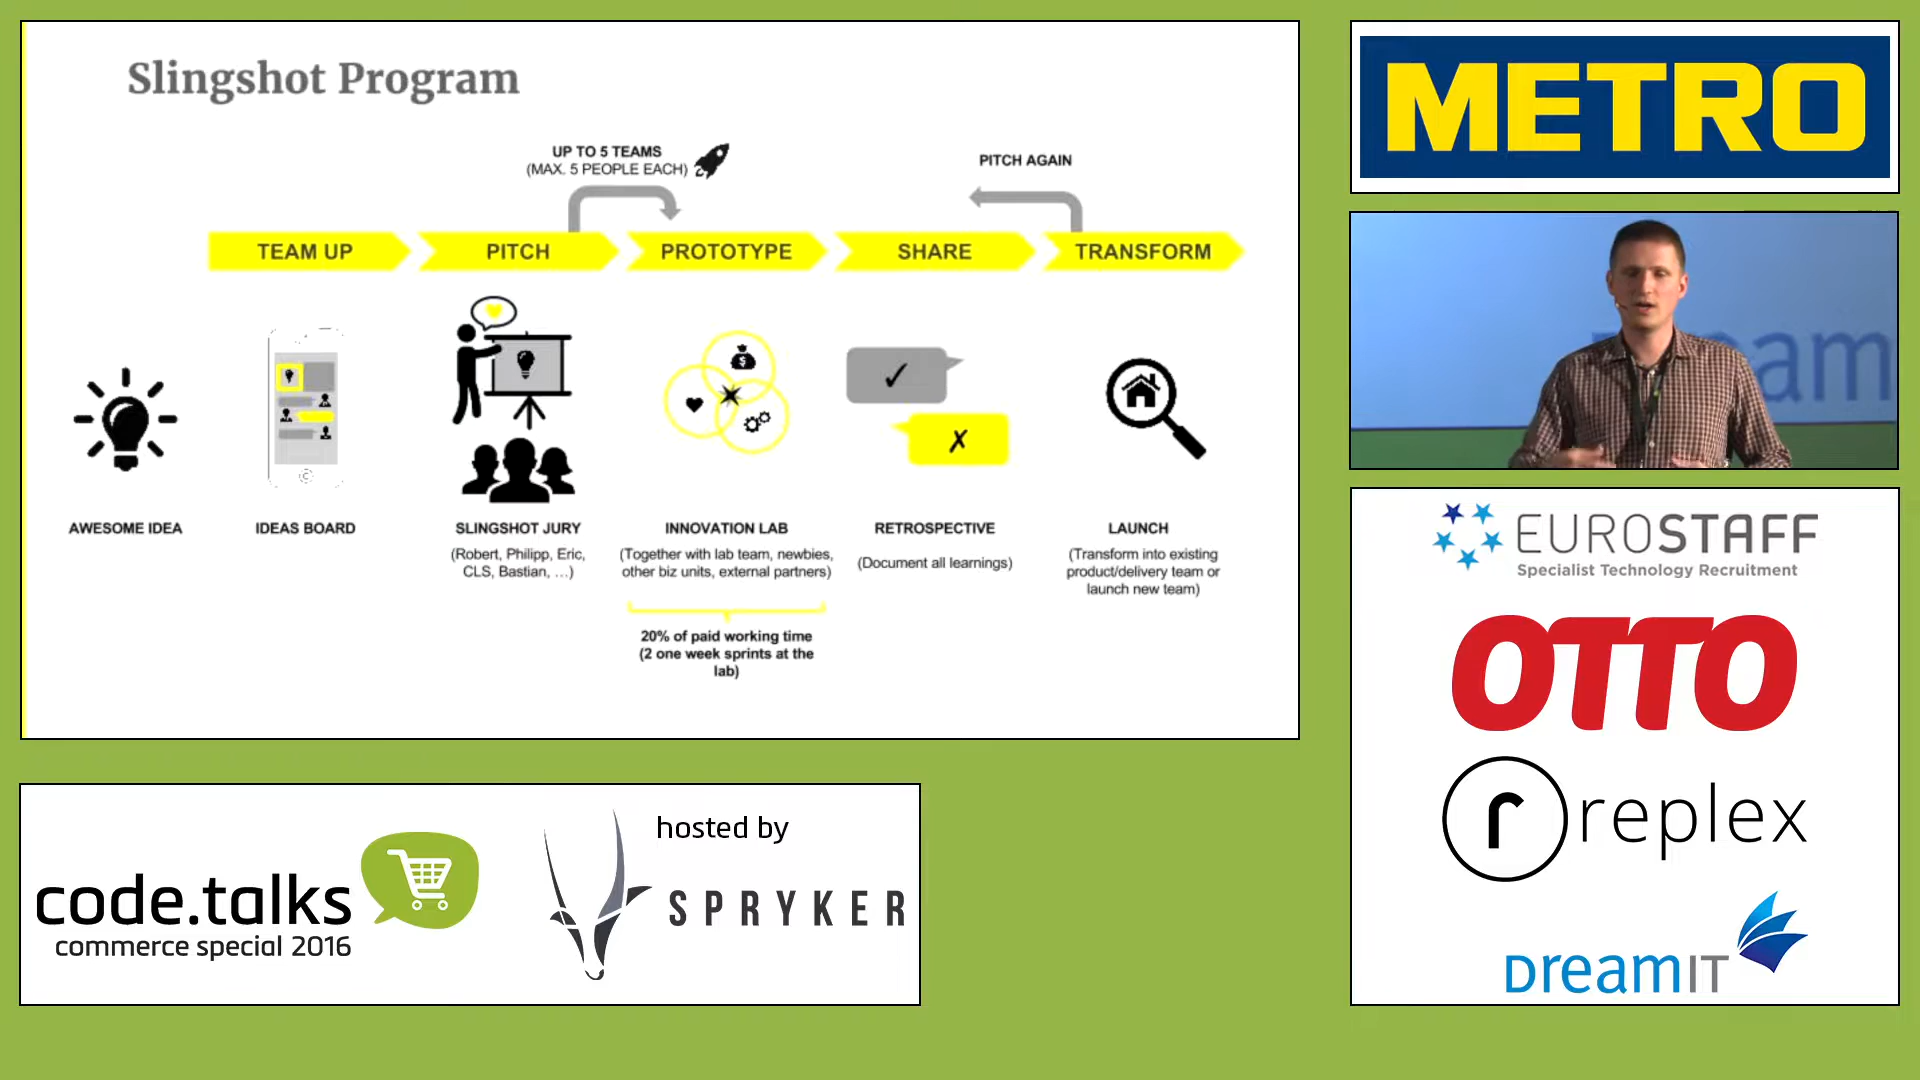 Slingshot Program
UP TO 5 TEAMS
(MAX. 5 PEOPLE EACH)
PITCH AGAIN
TEAM UP
PITCH
PROTOTYPE
SHARE
TRANSFORM
AWESOME IDEA
IDEAS BOARD
SLINGSHOT JURY
(Robert, Philipp, Eric,
CLS, Bastian, ...)
INNOVATION LAB
(Together with lab team, newbies,
other biz units, external partners)
20% of paid working time
(2 one week sprints at the
lab)
RETROSPECTIVE
(Document all learnings)
LAUNCH
(Transform into existing
product/delivery team or
launch new team)
METRO
eam
EUROSTAFF
Specialist Technology Recruitment
OTTO
r replex
DreamIT
code.talks
commerce special 2016
hosted by
SPRYKER